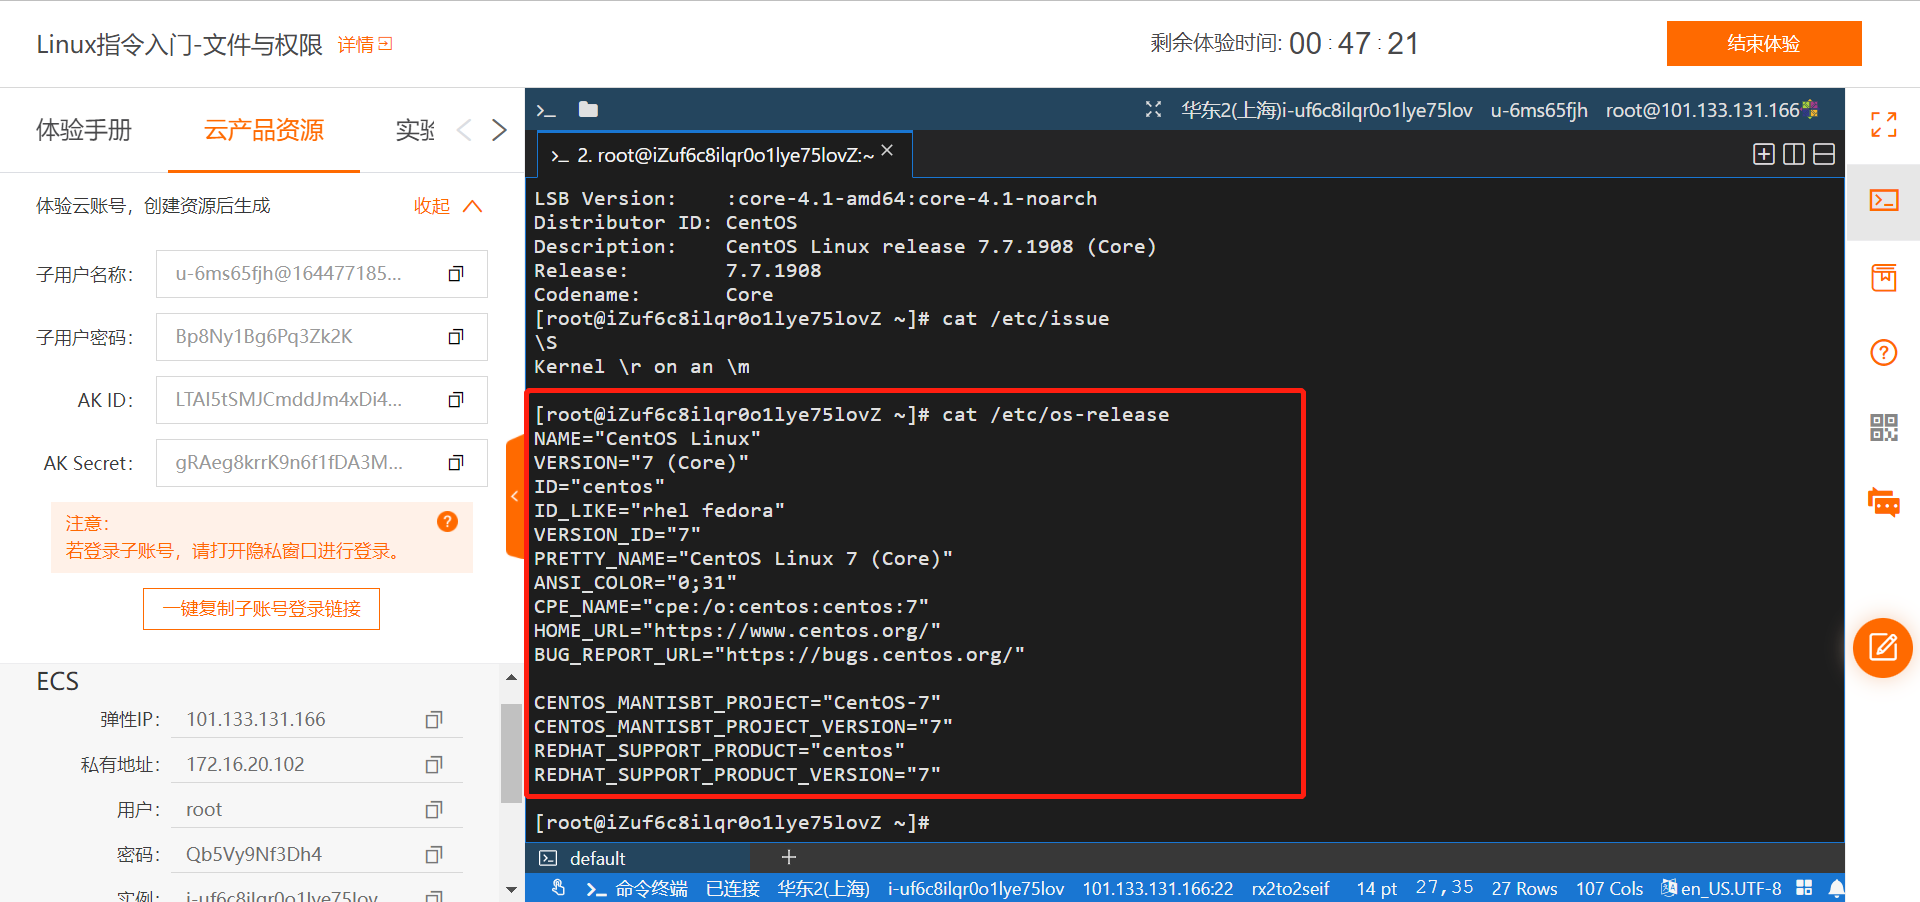 Linux指令入门-文件与权限 详情
剩余体验时间: 00 : 47 : 21
结束体验
体验手册 云产品资源 实验
体验云账号，创建资源后生成 收起
子用户名称： u-6ms65fjh@164477185...
子用户密码： Bp8Ny1Bg6Pq3Zk2K
AK ID： LTAI5tSMJCmddJm4xDi4...
AK Secret： gRAeg8krrK9n6f1fDA3M...
注意：
若登录子账号，请打开隐私窗口进行登录。
一键复制子账号登录链接
ECS
弹性IP： 101.133.131.166
私有地址： 172.16.20.102
用户： root
密码： Qb5Vy9Nf3Dh4
实例： i-uf6c8ilqr0o1lye75lov
华东2(上海)i-uf6c8ilqr0o1lye75lov u-6ms65fjh root@101.133.131.166
2. root@iZuf6c8ilqr0o1lye75lovZ:~
LSB Version: :core-4.1-amd64:core-4.1-noarch
Distributor ID: CentOS
Description: CentOS Linux release 7.7.1908 (Core)
Release: 7.7.1908
Codename: Core
[root@iZuf6c8ilqr0o1lye75lovZ ~]# cat /etc/issue
\S
Kernel \r on an \m
[root@iZuf6c8ilqr0o1lye75lovZ ~]# cat /etc/os-release
NAME="CentOS Linux"
VERSION="7 (Core)"
ID="centos"
ID_LIKE="rhel fedora"
VERSION_ID="7"
PRETTY_NAME="CentOS Linux 7 (Core)"
ANSI_COLOR="0;31"
CPE_NAME="cpe:/o:centos:centos:7"
HOME_URL="https://www.centos.org/"
BUG_REPORT_URL="https://bugs.centos.org/"
CENTOS_MANTISBT_PROJECT="CentOS-7"
CENTOS_MANTISBT_PROJECT_VERSION="7"
REDHAT_SUPPORT_PRODUCT="centos"
REDHAT_SUPPORT_PRODUCT_VERSION="7"
[root@iZuf6c8ilqr0o1lye75lovZ ~]#
default
命令终端 已连接 华东2(上海) i-uf6c8ilqr0o1lye75lov 101.133.131.166:22 rx2to2seif 14 pt 27,35 27 Rows 107 Cols en_US.UTF-8